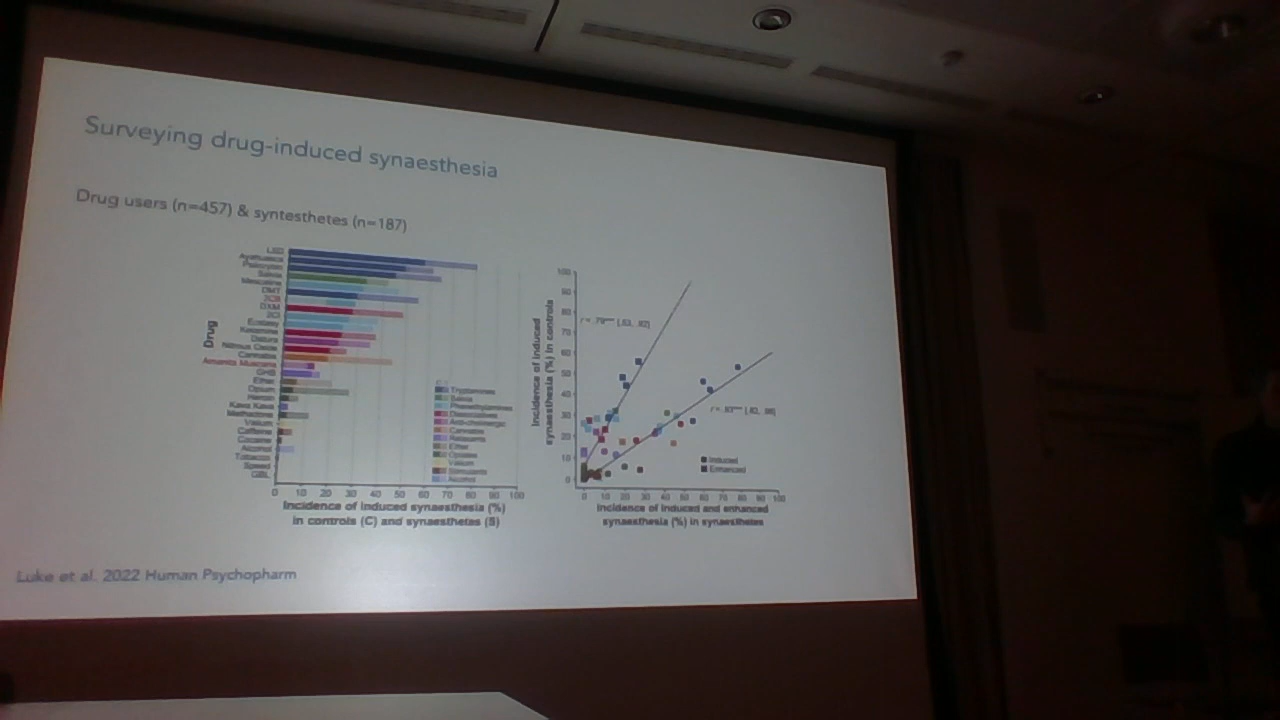 Surveying drug-induced synaesthesia
Drug users (n=457) & syntesthetes (n=187)
Drug
LSD
Ayahuasca
Psilocybin
Salvia
Mescaline
DMT
2CB
DXM
2CI
Ecstasy
Ketamine
Datura
Nitrous Oxide
Cannabis
Amanita Muscaria
GHB
Ether
Opium
Heroin
Kava Kava
Methadone
Valium
Caffeine
Cocaine
Alcohol
Tobacco
Speed
GBL
Tryptamines
Salvia
Phenethylamines
Dissociatives
Anti-cholinergic
Cannabis
Relaxants
Ether
Opiates
Valium
Stimulants
Alcohol
0 10 20 30 40 50 60 70 80 90 100
Incidence of induced synaesthesia (%)
in controls (C) and synaesthetes (S)
Incidence of induced
synaesthesia (%) in controls
100
90
80
70
60
50
40
30
20
10
0
Induced
Enhanced
0 10 20 30 40 50 60 70 80 90 100
Incidence of induced and enhanced
synaesthesia (%) in synaesthetes
Luke et al. 2022 Human Psychopharm